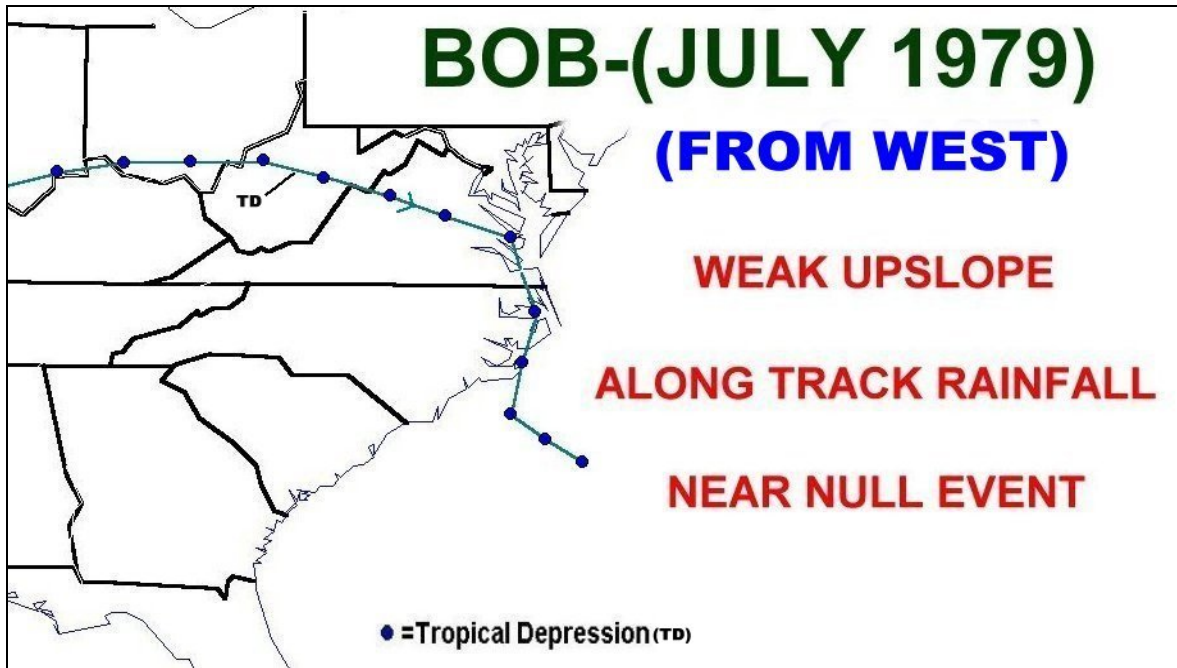 BOB-(JULY 1979)
(FROM WEST)
TD
WEAK UPSLOPE
ALONG TRACK RAINFALL
NEAR NULL EVENT
=Tropical Depression(TD)